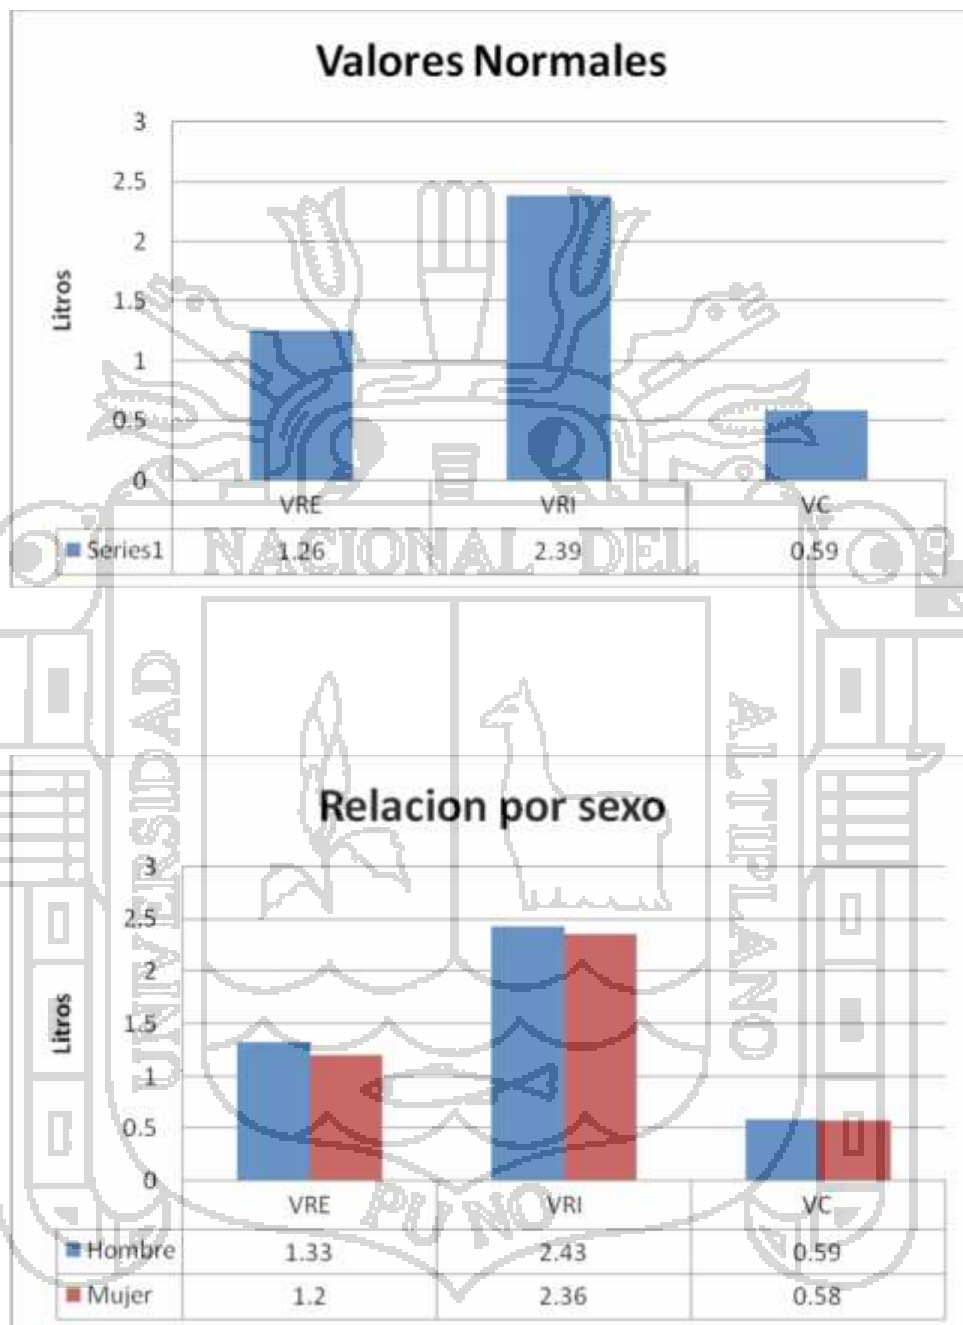 Valores Normales
3
2.5
2
1.5
1
0.5
0
Litros
VRE VRI VC
Series1 1.26 2.39 0.59
NACIONAL DEL
UNIVERSIDAD
ALTIPLANO
PUNO
Relacion por sexo
3
2.5
2
1.5
1
0.5
0
Litros
VRE VRI VC
Hombre 1.33 2.43 0.59
Mujer 1.2 2.36 0.58